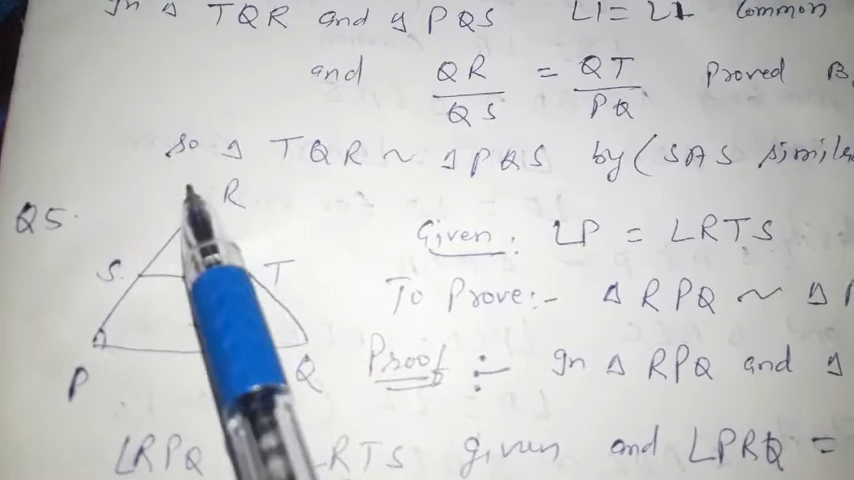 In Δ TQR and Δ PQS ∠1 = ∠1 common
and QR/QS = QT/PQ Proved
so Δ TQR ~ Δ PQS by (SAS
Q5.
R
S
T
P
Q
Given: ∠P = ∠RTS
To Prove:- Δ RPQ ~ Δ
Proof :- In Δ RPQ and Δ
∠RPQ ∠RTS given and ∠PRQ =